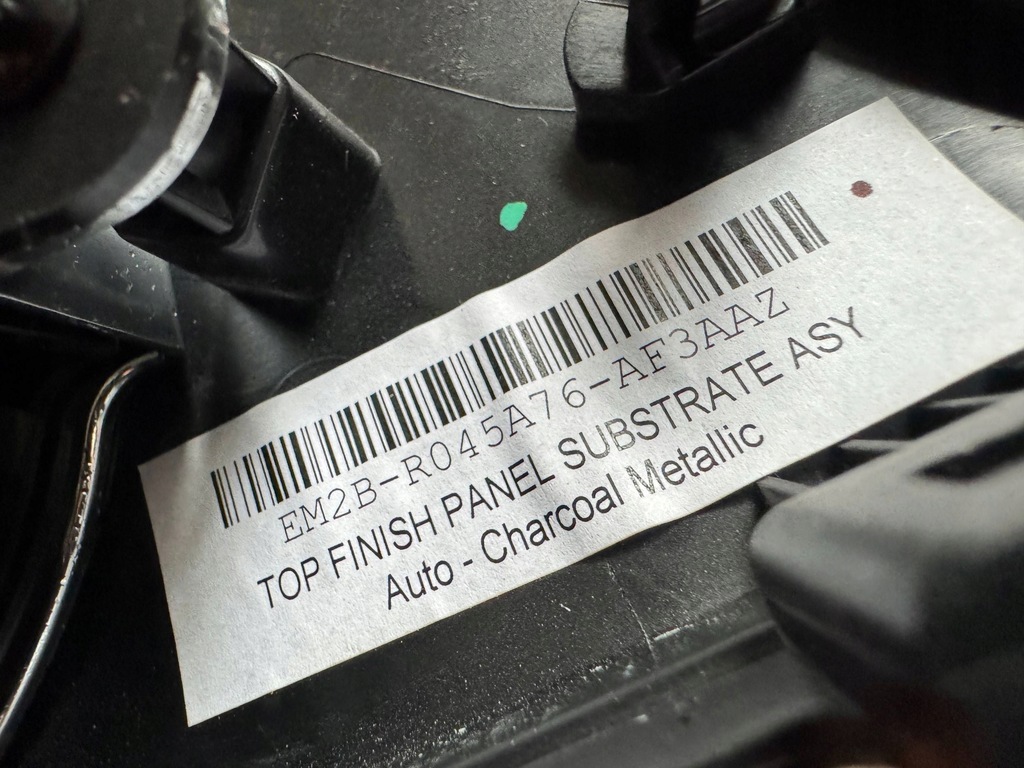 EM2B-R045A76-AF3AAZ
TOP FINISH PANEL SUBSTRATE ASY
Auto - Charcoal Metallic